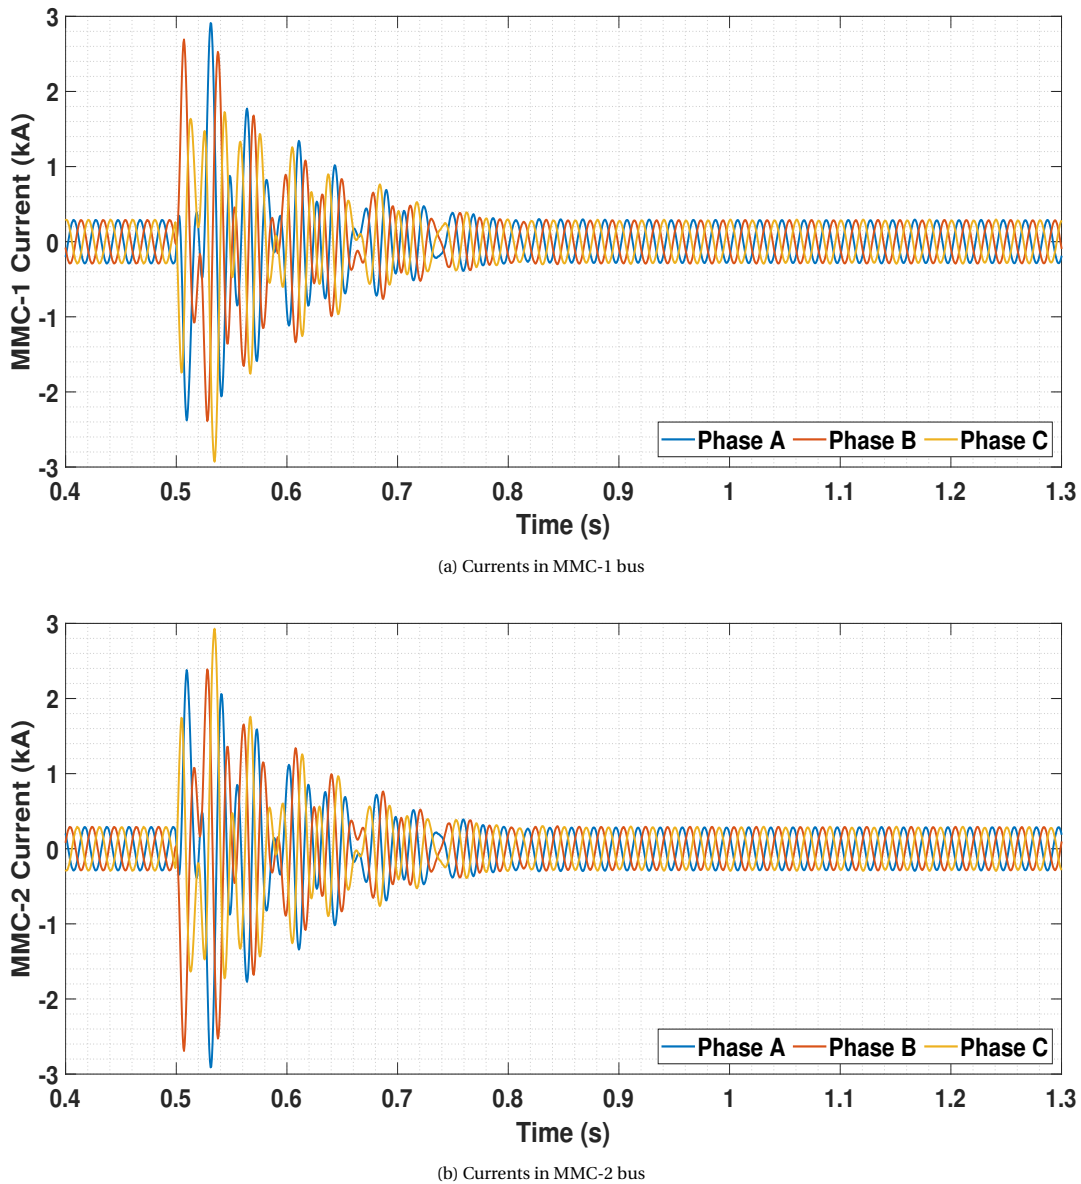 3
2
1
0
-1
-2
-3
MMC-1 Current (kA)
Phase A Phase B Phase C
0.4 0.5 0.6 0.7 0.8 0.9 1 1.1 1.2 1.3
Time (s)
(a) Currents in MMC-1 bus
3
2
1
0
-1
-2
-3
MMC-2 Current (kA)
Phase A Phase B Phase C
0.4 0.5 0.6 0.7 0.8 0.9 1 1.1 1.2 1.3
Time (s)
(b) Currents in MMC-2 bus